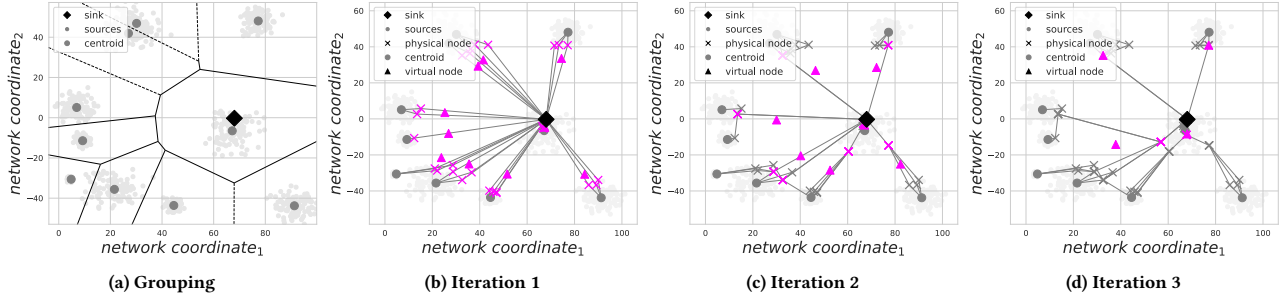 network coordinate2
40
20
0
−20
−40
0
20
40
60
80
network coordinate1
sink
sources
centroid
(a) Grouping
network coordinate2
60
40
20
0
−20
−40
0
20
40
60
80
100
network coordinate1
sink
sources
physical node
centroid
virtual node
(b) Iteration 1
network coordinate2
60
40
20
0
−20
−40
0
20
40
60
80
100
network coordinate1
sink
sources
physical node
centroid
virtual node
(c) Iteration 2
network coordinate2
60
40
20
0
−20
−40
0
20
40
60
80
100
network coordinate1
sink
sources
physical node
centroid
virtual node
(d) Iteration 3